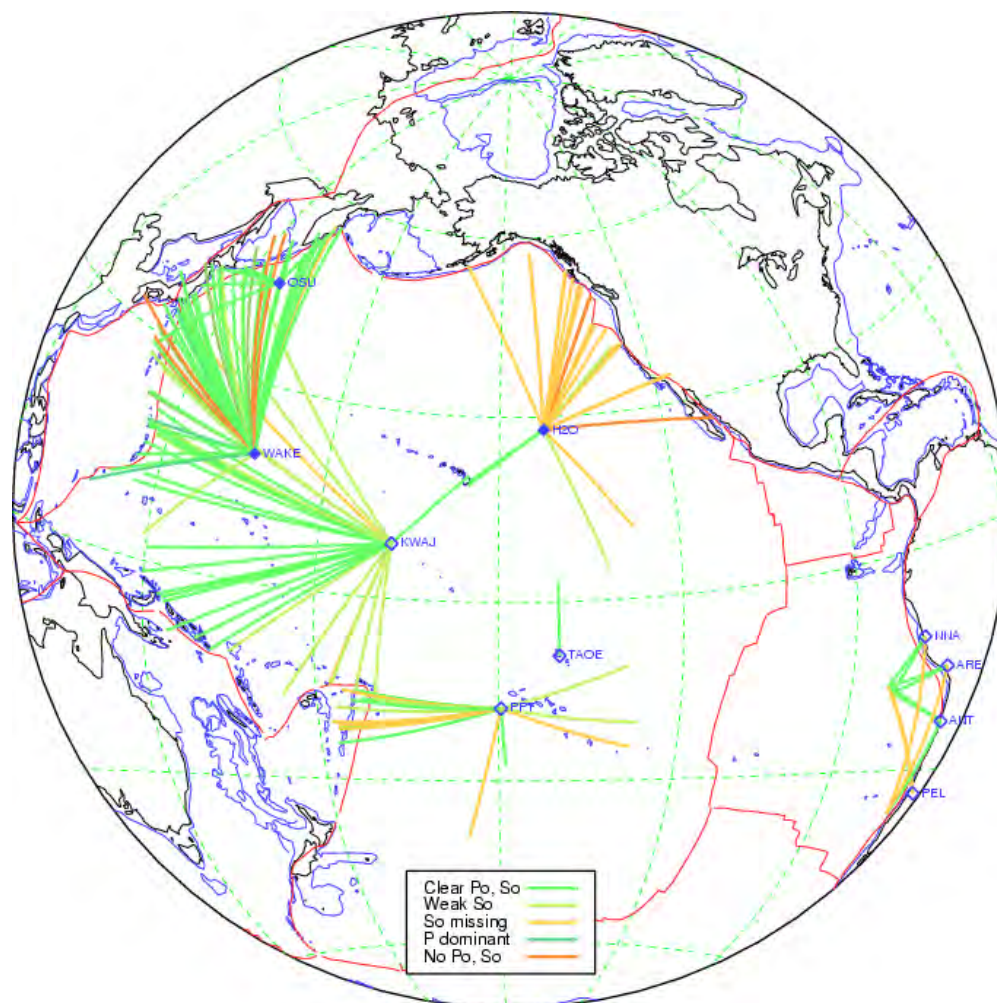 OSU
H2O
WAKE
KWAJ
NNA
TAOE
ARE
PPT
ANT
PEL
Clear Po, So
Weak So
So missing
P dominant
No Po, So